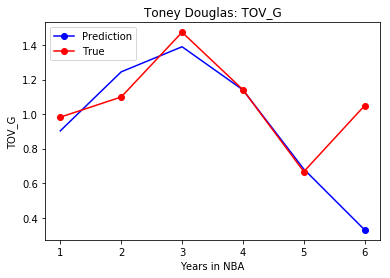 Toney Douglas: TOV_G
Prediction
True
1.4
1.2
1.0
0.8
0.6
0.4
TOV_G
1 2 3 4 5 6
Years in NBA